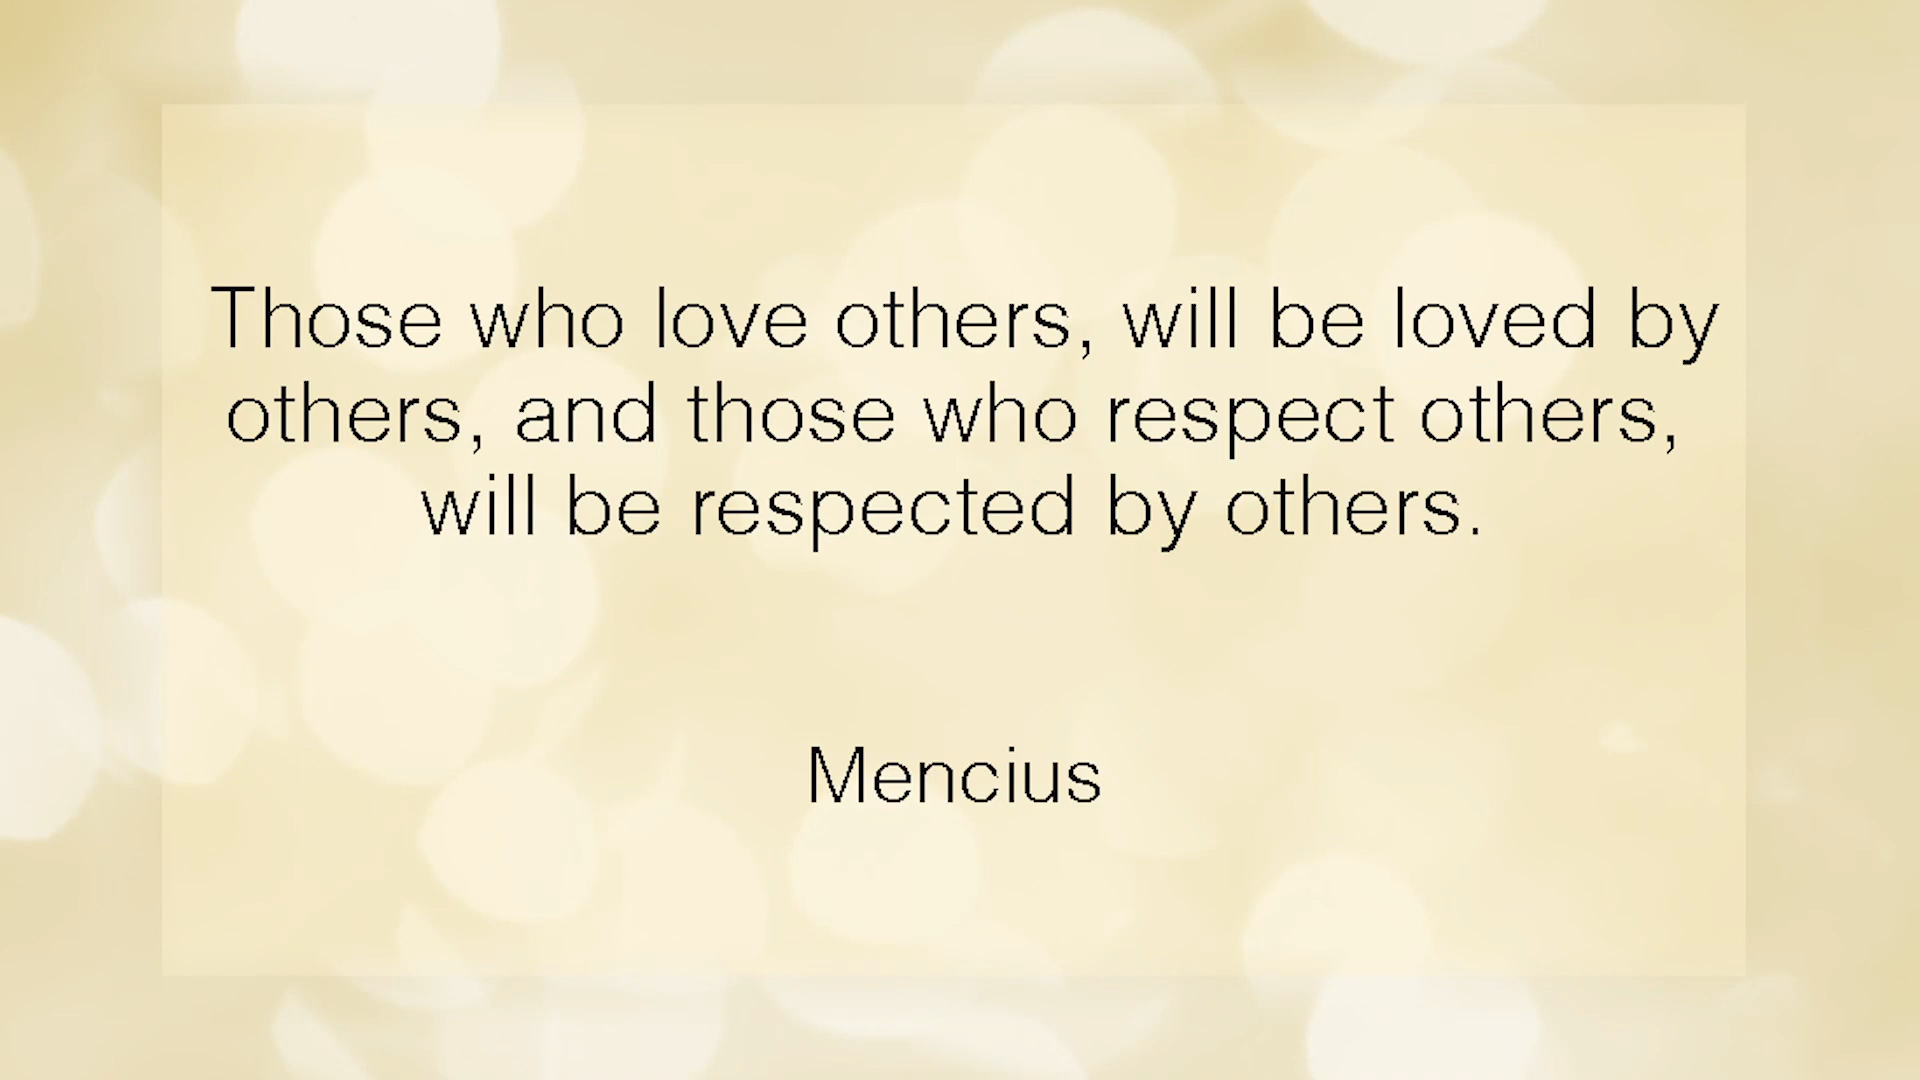 Those who love others, will be loved by
others, and those who respect others,
will be respected by others.
Mencius